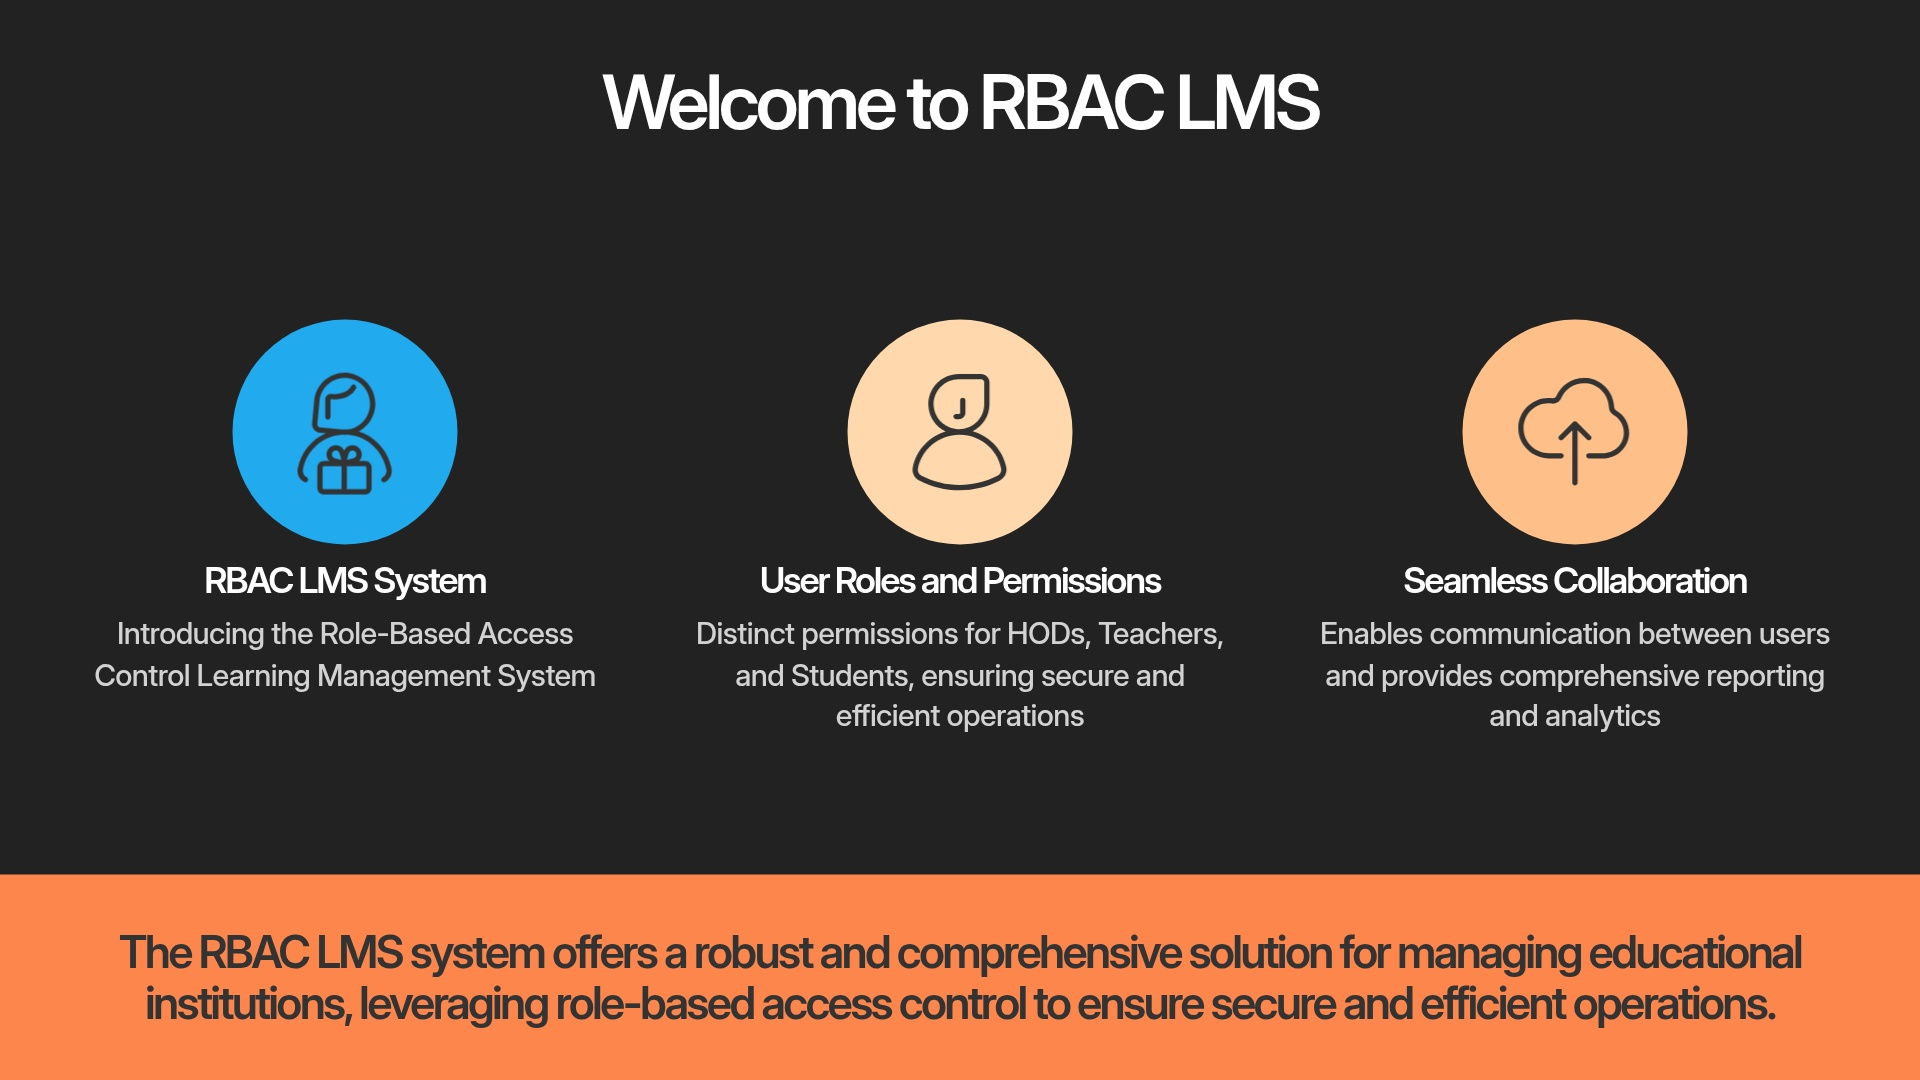 Welcome to RBAC LMS
RBAC LMS System
Introducing the Role-Based Access
Control Learning Management System
User Roles and Permissions
Distinct permissions for HODs, Teachers,
and Students, ensuring secure and
efficient operations
Seamless Collaboration
Enables communication between users
and provides comprehensive reporting
and analytics
The RBAC LMS system offers a robust and comprehensive solution for managing educational
institutions, leveraging role-based access control to ensure secure and efficient operations.